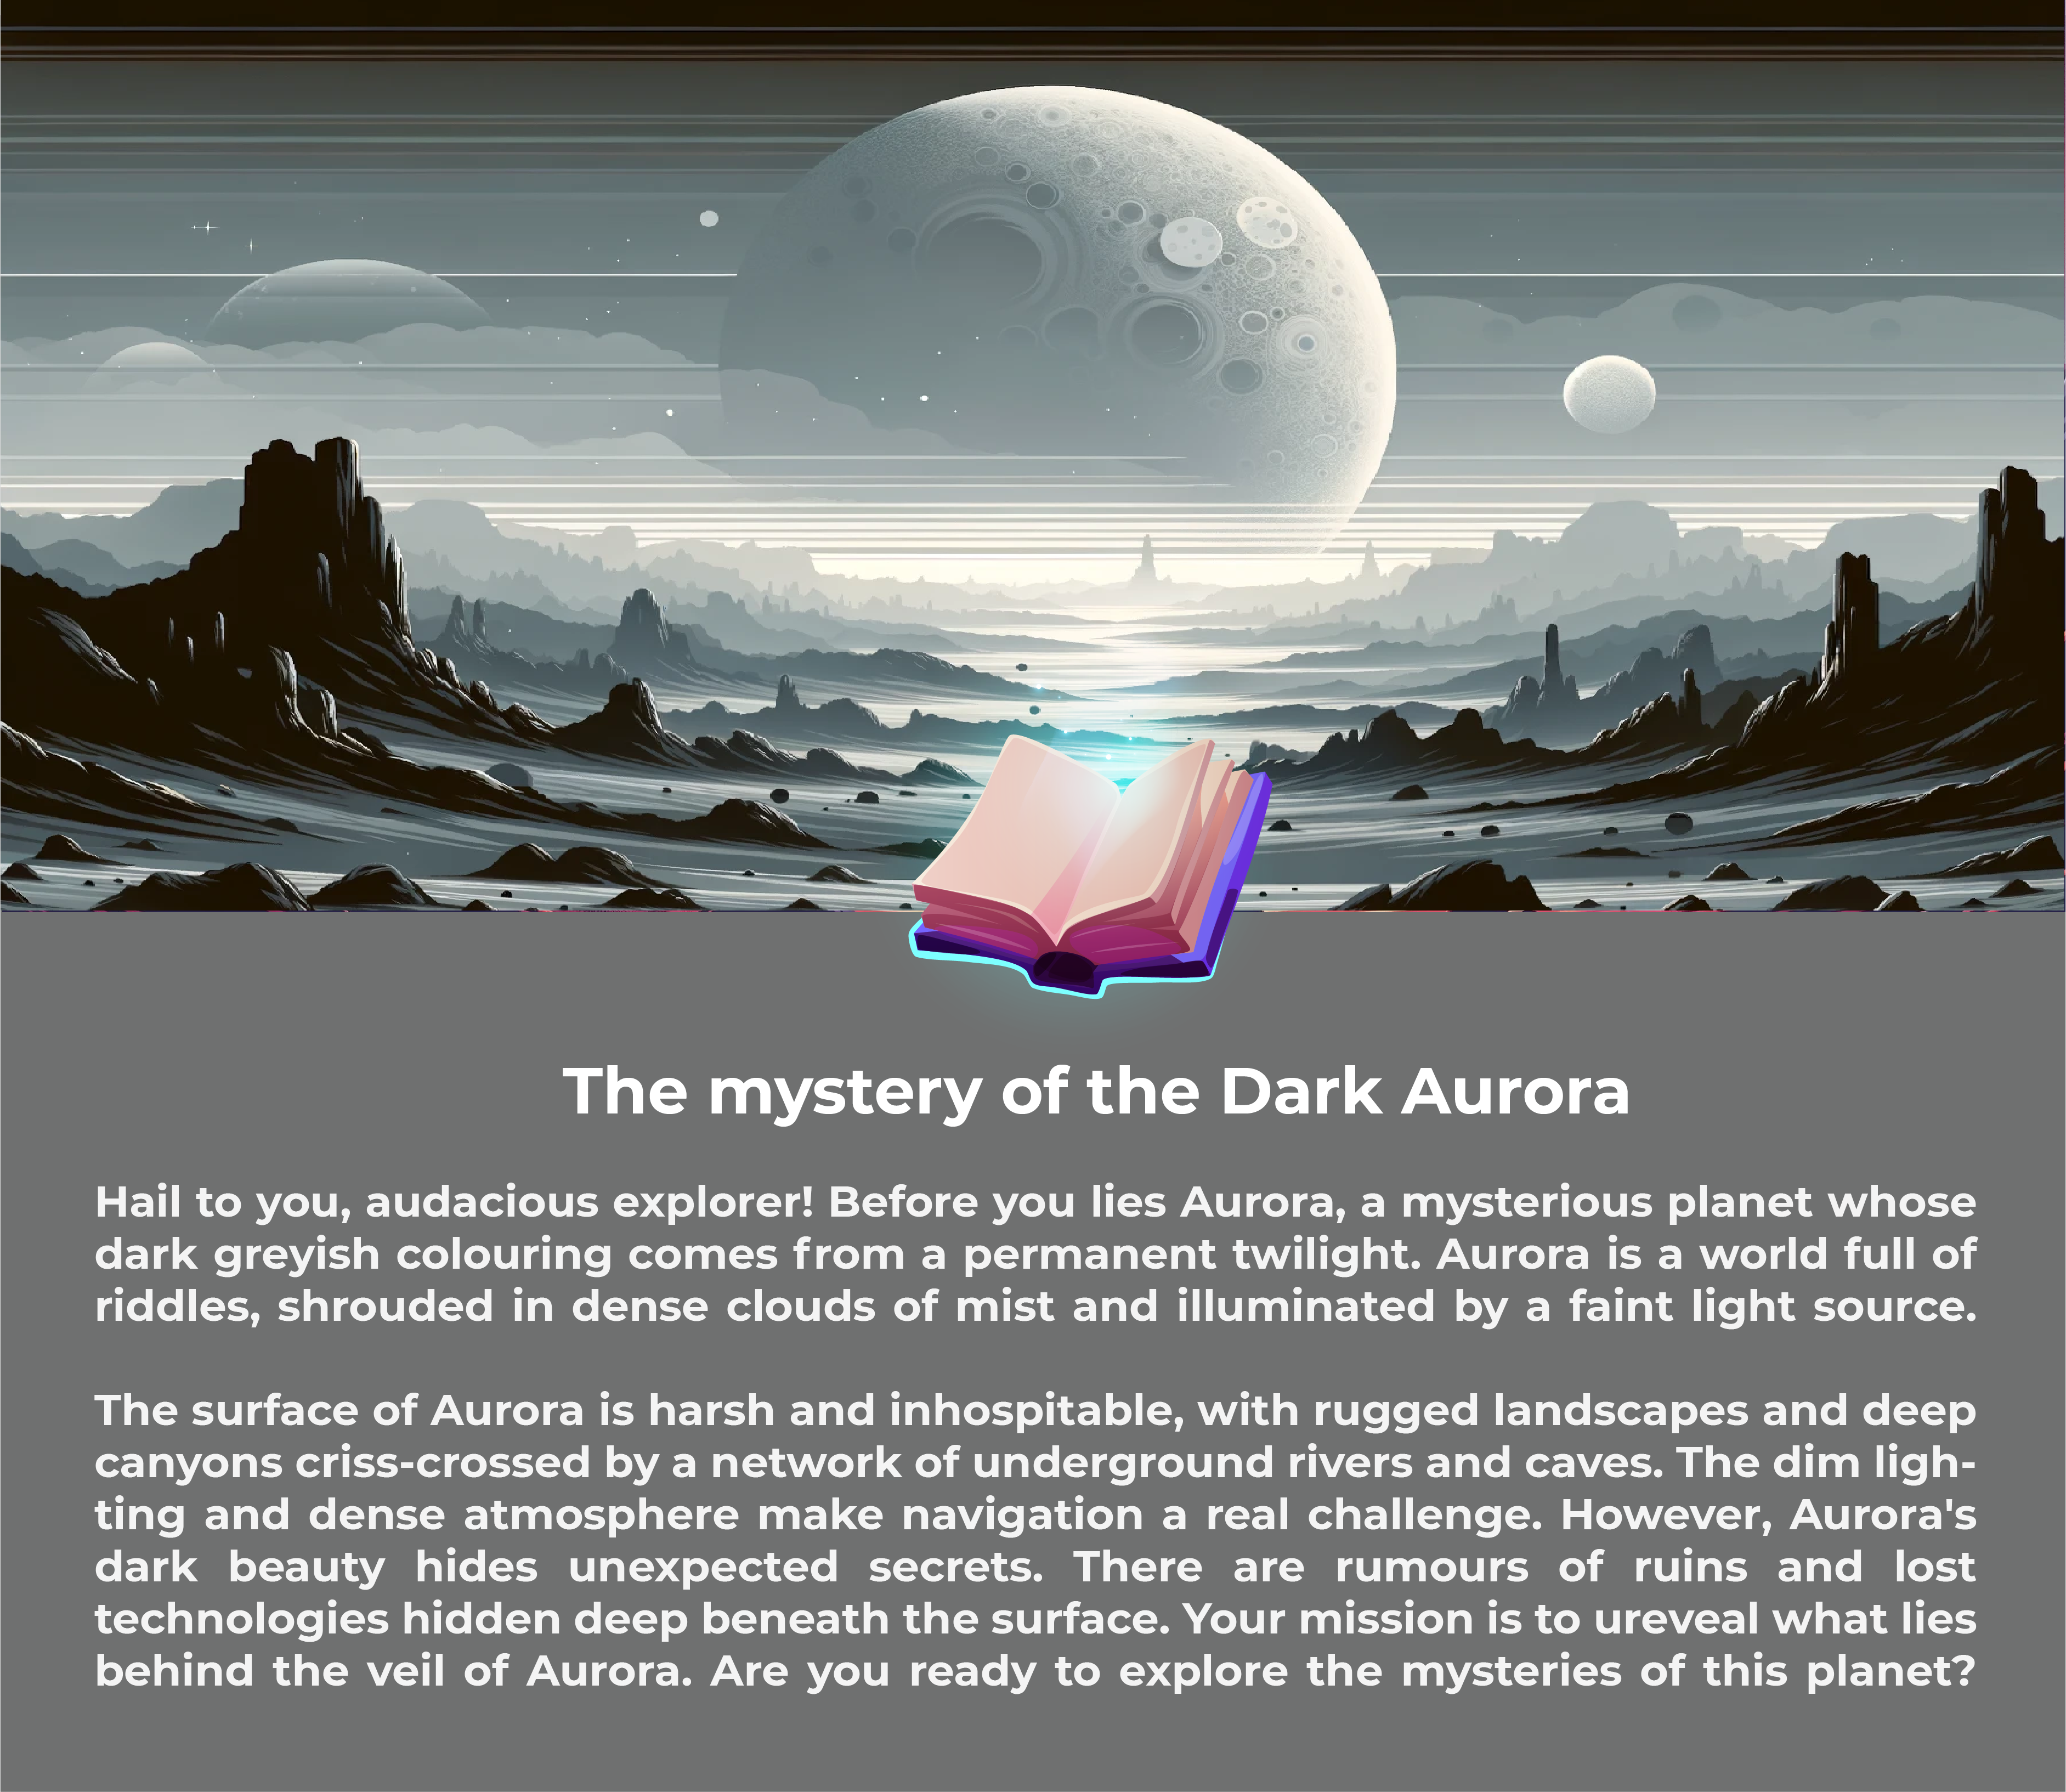 The mystery of the Dark Aurora
Hail to you, audacious explorer! Before you lies Aurora, a mysterious planet whose
dark greyish colouring comes from a permanent twilight. Aurora is a world full of
riddles, shrouded in dense clouds of mist and illuminated by a faint light source.
The surface of Aurora is harsh and inhospitable, with rugged landscapes and deep
canyons criss-crossed by a network of underground rivers and caves. The dim ligh-
ting and dense atmosphere make navigation a real challenge. However, Aurora's
dark beauty hides unexpected secrets. There are rumours of ruins and lost
technologies hidden deep beneath the surface. Your mission is to ureveal what lies
behind the veil of Aurora. Are you ready to explore the mysteries of this planet?